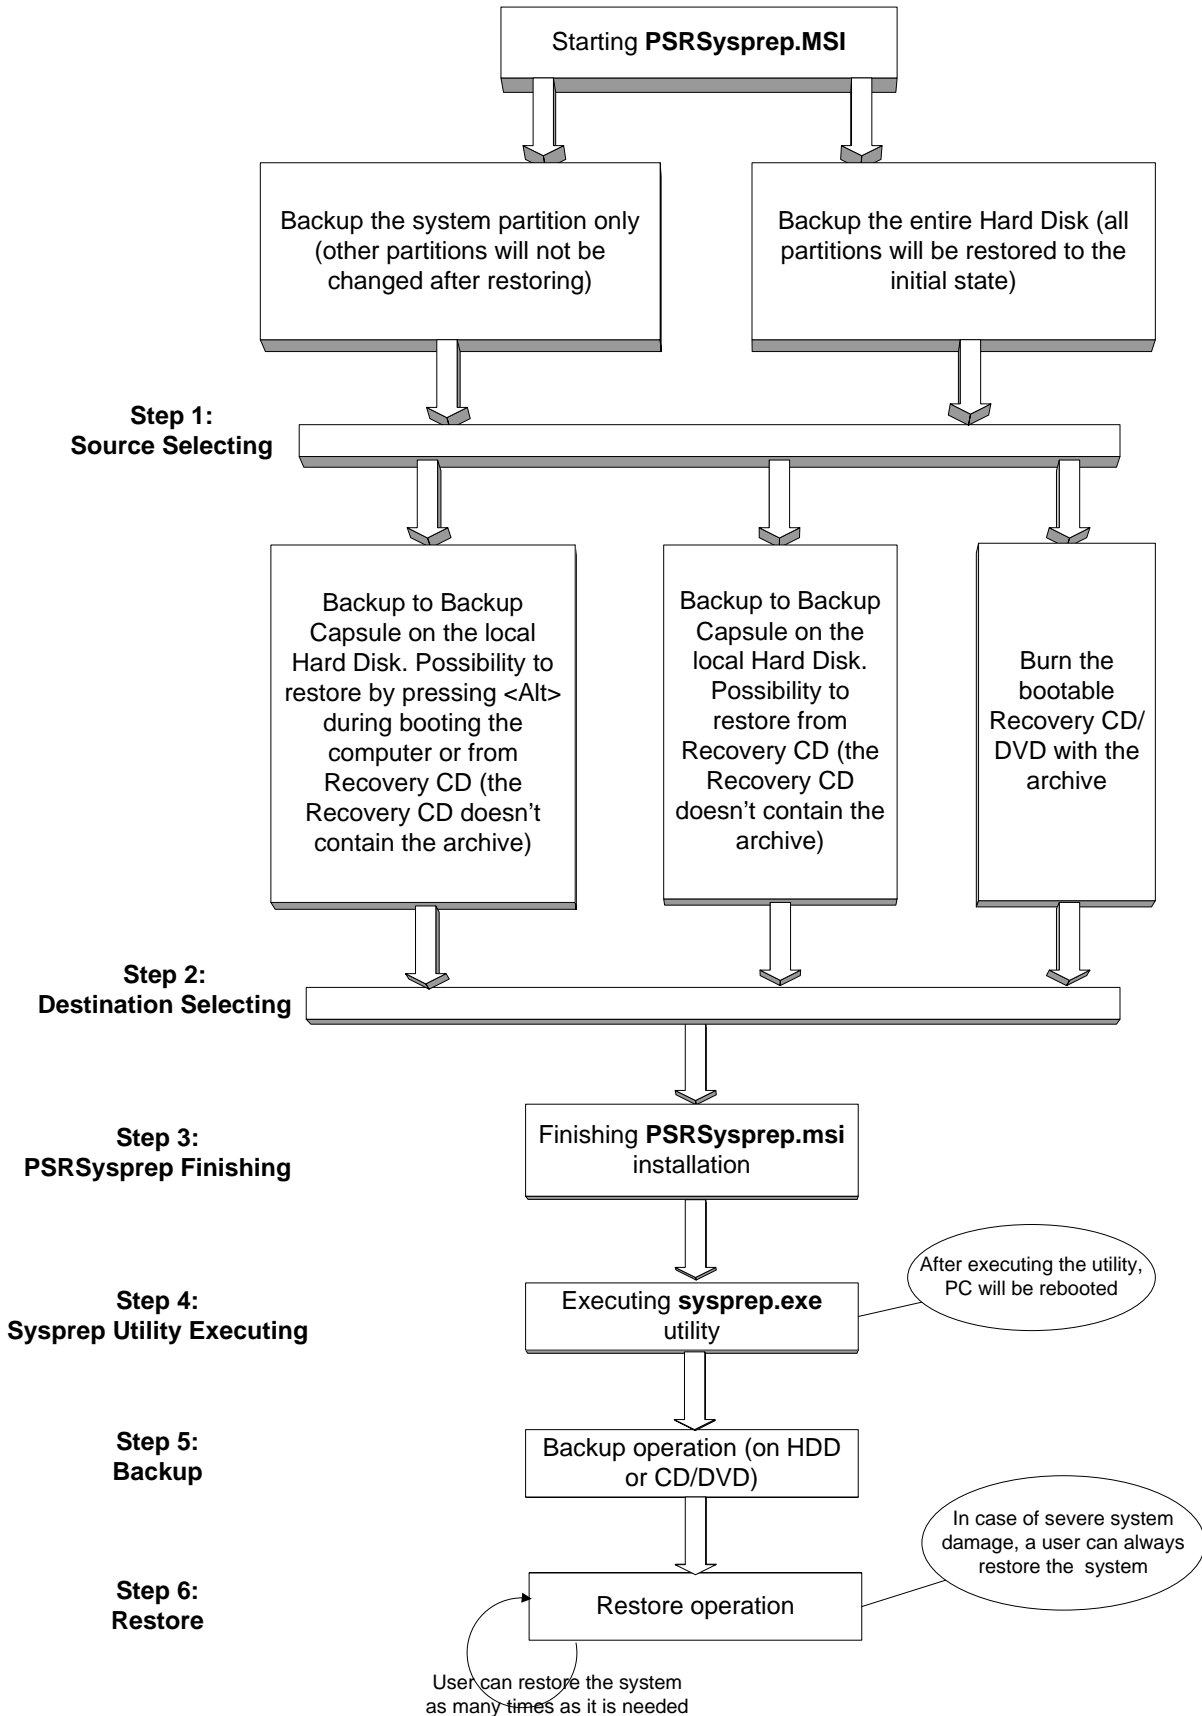 Starting PSRSysprep.MSI
Backup the system partition only
(other partitions will not be
changed after restoring)
Backup the entire Hard Disk (all
partitions will be restored to the
initial state)
Step 1:
Source Selecting
Backup to Backup
Capsule on the local
Hard Disk. Possibility to
restore by pressing <Alt>
during booting the
computer or from
Recovery CD (the
Recovery CD doesn’t
contain the archive)
Backup to Backup
Capsule on the
local Hard Disk.
Possibility to
restore from
Recovery CD (the
Recovery CD
doesn’t contain the
archive)
Burn the
bootable
Recovery CD/
DVD with the
archive
Step 2:
Destination Selecting
Step 3:
PSRSysprep Finishing
Finishing PSRSysprep.msi
installation
Step 4:
Sysprep Utility Executing
Executing sysprep.exe
utility
After executing the utility,
PC will be rebooted
Step 5:
Backup
Backup operation (on HDD
or CD/DVD)
Step 6:
Restore
Restore operation
In case of severe system
damage, a user can always
restore the system
User can restore the system
as many times as it is needed